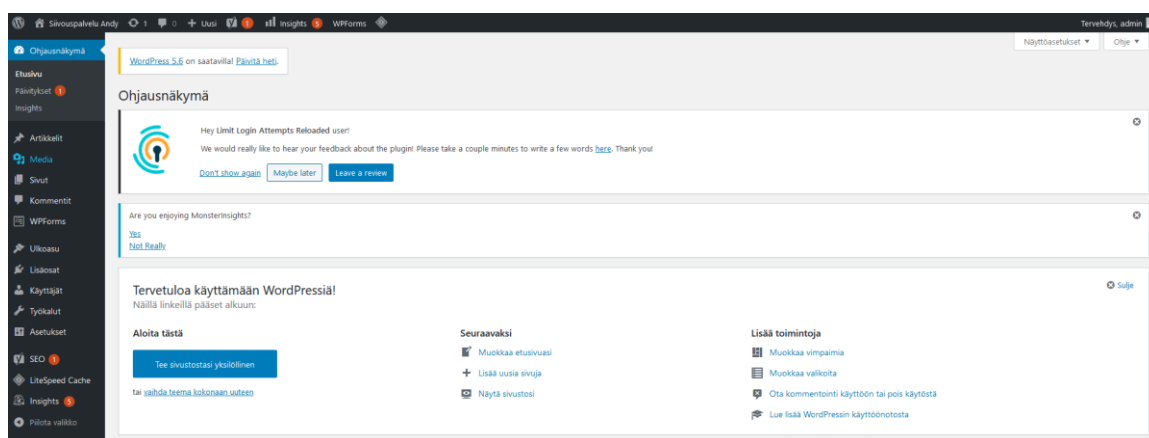 Siivouspalvelu Andy 1 0 + Uusi 1 Insights 5 WPForms Tervehdys, admin
Näyttöasetukset ▼ Ohje ▼
Ohjausnäkymä
Etusivu
Päivitykset 1
Insights
Artikkelit
Media
Sivut
Kommentit
WPForms
Ulkoasu
Lisäosat
Käyttäjät
Työkalut
Asetukset
SEO 1
LiteSpeed Cache
Insights 5
Piilota valikko
WordPress 5.6 on saatavilla! Päivitä heti.
Ohjausnäkymä
Hey Limit Login Attempts Reloaded user!
We would really like to hear your feedback about the plugin! Please take a couple minutes to write a few words here. Thank you!
Don't show again Maybe later Leave a review
Are you enjoying MonsterInsights?
Yes
Not Really
Tervetuloa käyttämään WordPressiä! Sulje
Näillä linkeillä pääset alkuun:
Aloita tästä
Tee sivustostasi yksilöllinen
tai vaihda teema kokonaan uuteen
Seuraavaksi
Muokkaa etusivuasi
Lisää uusia sivuja
Näytä sivustosi
Lisää toimintoja
Muokkaa vimpaimia
Muokkaa valikoita
Ota kommentointi käyttöön tai pois käytöstä
Lue lisää WordPressin käyttöönotosta